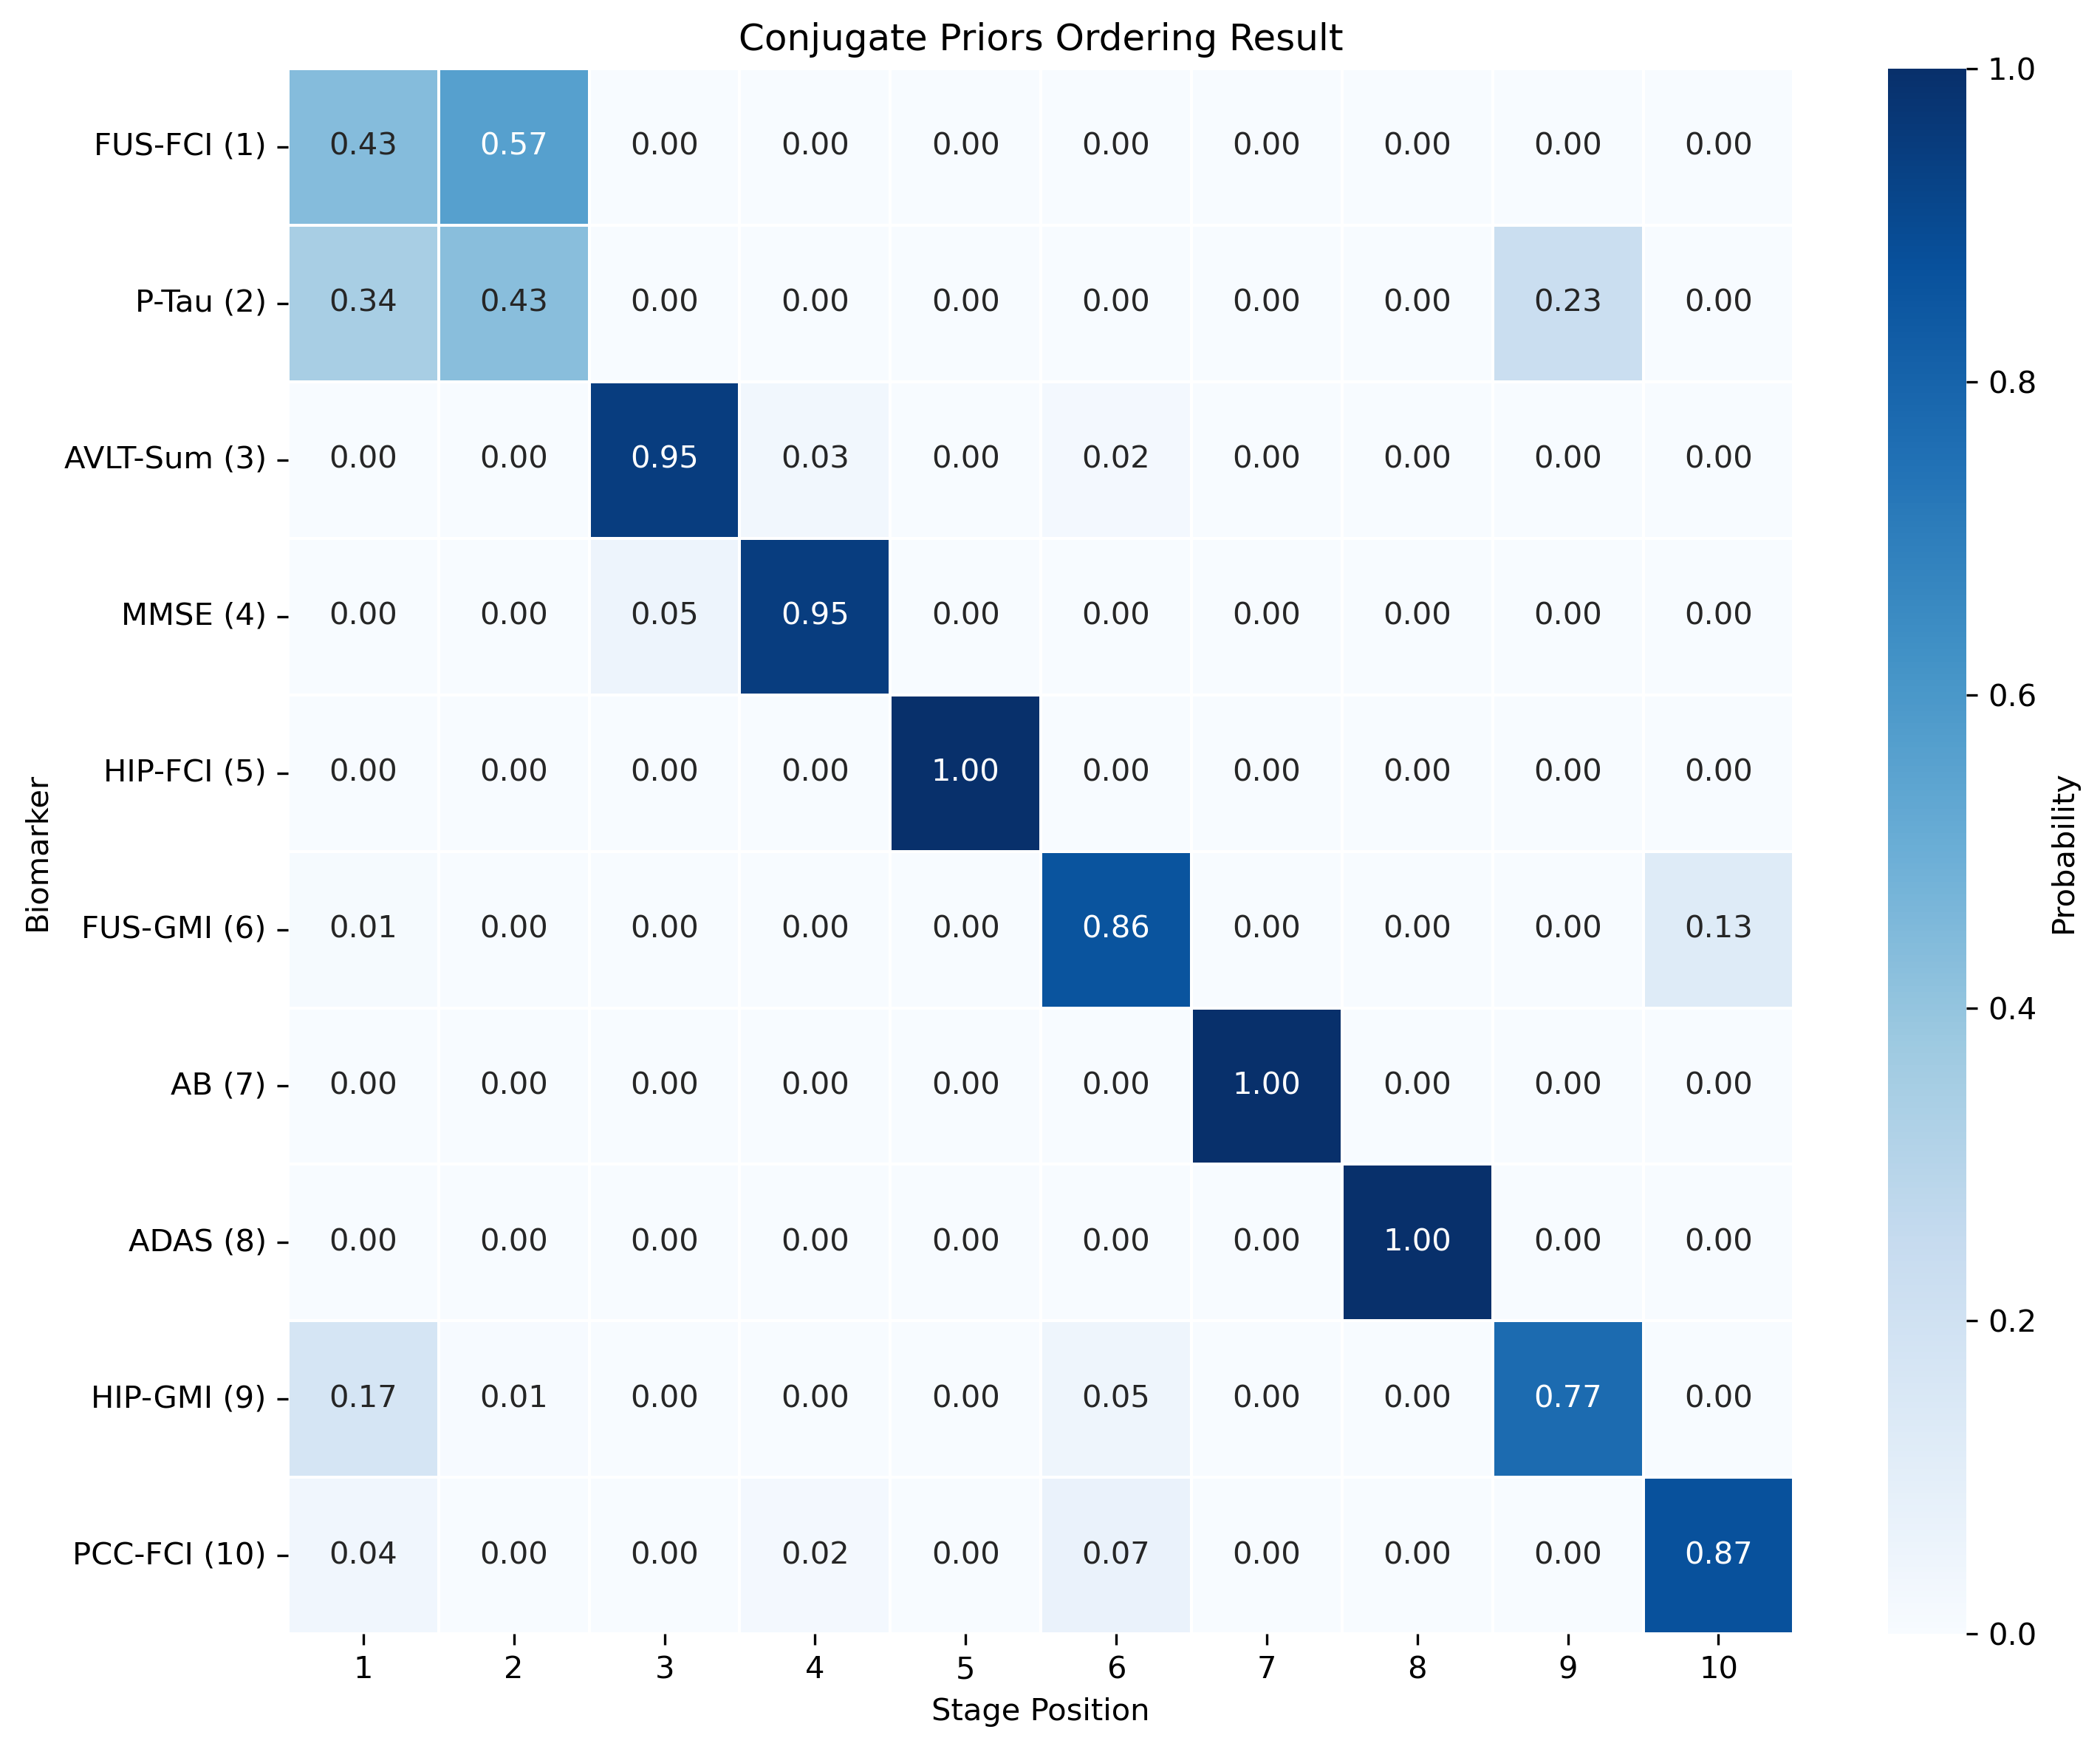 Conjugate Priors Ordering Result
FUS-FCI (1) 0.43 0.57 0.00 0.00 0.00 0.00 0.00 0.00 0.00 0.00
P-Tau (2) 0.34 0.43 0.00 0.00 0.00 0.00 0.00 0.00 0.23 0.00
AVLT-Sum (3) 0.00 0.00 0.95 0.03 0.00 0.02 0.00 0.00 0.00 0.00
MMSE (4) 0.00 0.00 0.05 0.95 0.00 0.00 0.00 0.00 0.00 0.00
HIP-FCI (5) 0.00 0.00 0.00 0.00 1.00 0.00 0.00 0.00 0.00 0.00
FUS-GMI (6) 0.01 0.00 0.00 0.00 0.00 0.86 0.00 0.00 0.00 0.13
AB (7) 0.00 0.00 0.00 0.00 0.00 0.00 1.00 0.00 0.00 0.00
ADAS (8) 0.00 0.00 0.00 0.00 0.00 0.00 0.00 1.00 0.00 0.00
HIP-GMI (9) 0.17 0.01 0.00 0.00 0.00 0.05 0.00 0.00 0.77 0.00
PCC-FCI (10) 0.04 0.00 0.00 0.02 0.00 0.07 0.00 0.00 0.00 0.87
1 2 3 4 5 6 7 8 9 10
Stage Position
Biomarker
1.0
0.8
0.6
0.4
0.2
0.0
Probability